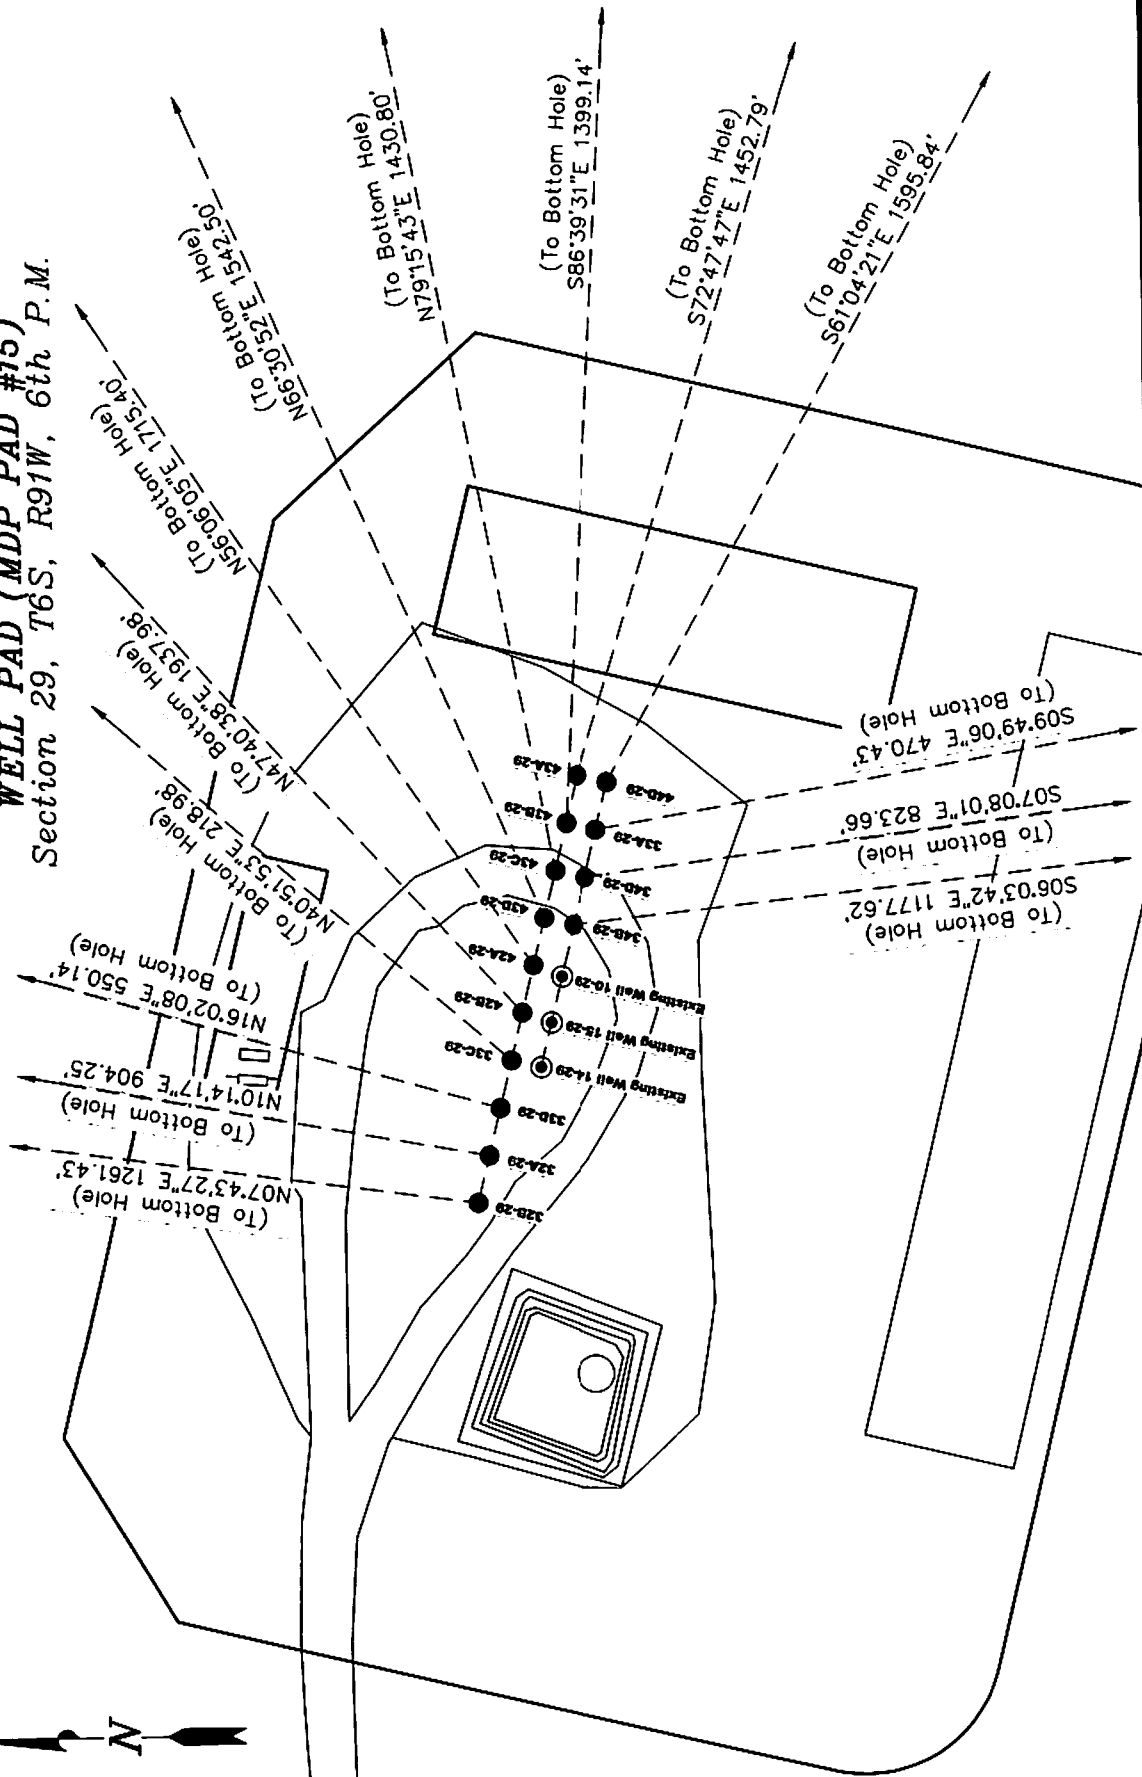 WELL PAD (MDP PAD #15)
Section 29, T6S, R91W, 6th P.M.
(To Bottom Hole)
N07°43'27"E 1261.43'
(To Bottom Hole)
N10°14'17"E 904.25'
(To Bottom Hole)
N16°02'08"E 550.14'
(To Bottom Hole)
N40°51'53"E 218.98'
(To Bottom Hole)
N47°40'38"E 1937.98'
(To Bottom Hole)
N56°06'05"E 1715.40'
(To Bottom Hole)
N66°30'52"E 1542.50'
(To Bottom Hole)
N79°15'43"E 1430.80'
(To Bottom Hole)
S86°39'31"E 1399.14'
(To Bottom Hole)
S72°47'47"E 1452.79'
(To Bottom Hole)
S61°04'21"E 1595.84'
(To Bottom Hole)
S09°49'06"E 470.43'
(To Bottom Hole)
S07°08'01"E 823.66'
(To Bottom Hole)
S06°03'42"E 1177.62'
43A-29
44D-29
43B-29
33A-29
43C-29
34D-29
43D-29
34B-29
42A-29
Existing Well 10-29
42B-29
Existing Well 15-29
33C-29
Existing Well 14-29
33D-29
32A-29
32B-29
N